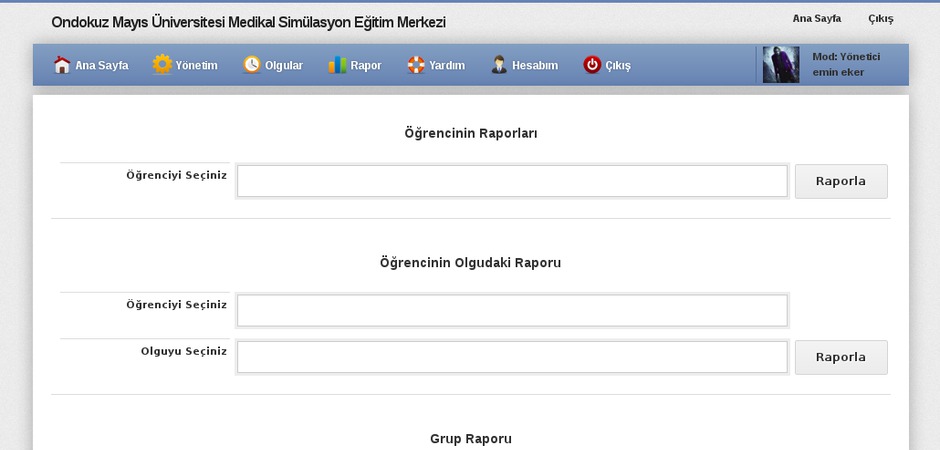 Ondokuz Mayıs Üniversitesi Medikal Simülasyon Eğitim Merkezi
Ana Sayfa Çıkış
Ana Sayfa Yönetim Olgular Rapor Yardım Hesabım Çıkış
Mod: Yönetici
emin eker
Öğrencinin Raporları
Öğrenciyi Seçiniz Raporla
Öğrencinin Olgudaki Raporu
Öğrenciyi Seçiniz
Olguyu Seçiniz Raporla
Grup Raporu